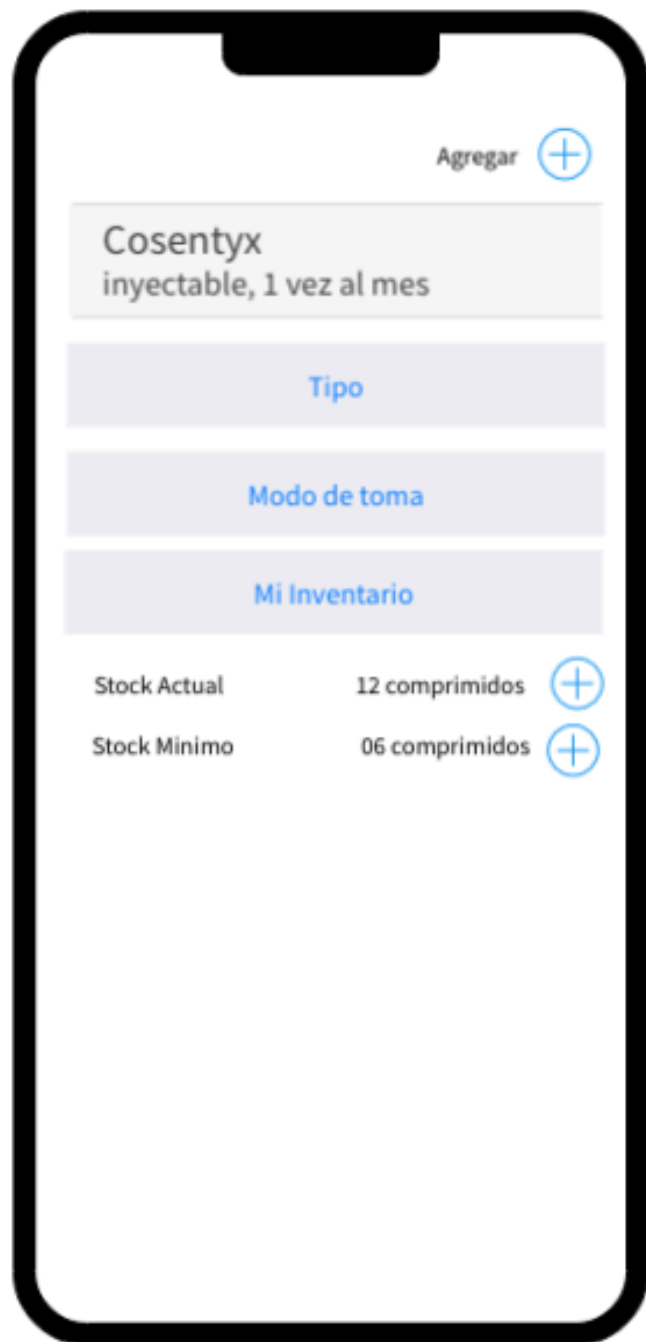 Agregar
Cosentyx
inyectable, 1 vez al mes
Tipo
Modo de toma
Mi Inventario
Stock Actual 12 comprimidos
Stock Minimo 06 comprimidos